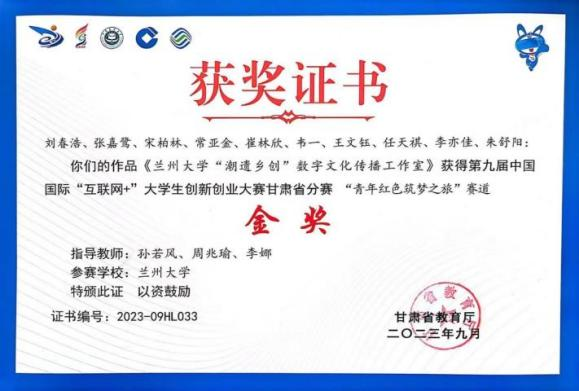 获奖证书
刘春浩、张嘉鹭、宋柏林、常亚金、崔林欣、韦一、王文钰、任天祺、李亦佳、朱舒阳：
你们的作品《兰州大学“潮遗乡创”数字文化传播工作室》获得第九届中国
国际“互联网+”大学生创新创业大赛甘肃省分赛 “青年红色筑梦之旅”赛道
金奖
指导教师：孙若风、周兆瑜、李娜
参赛学校：兰州大学
特颁此证 以资鼓励
证书编号：2023-09HL033
甘肃省教育厅
二〇二三年九月
省教育